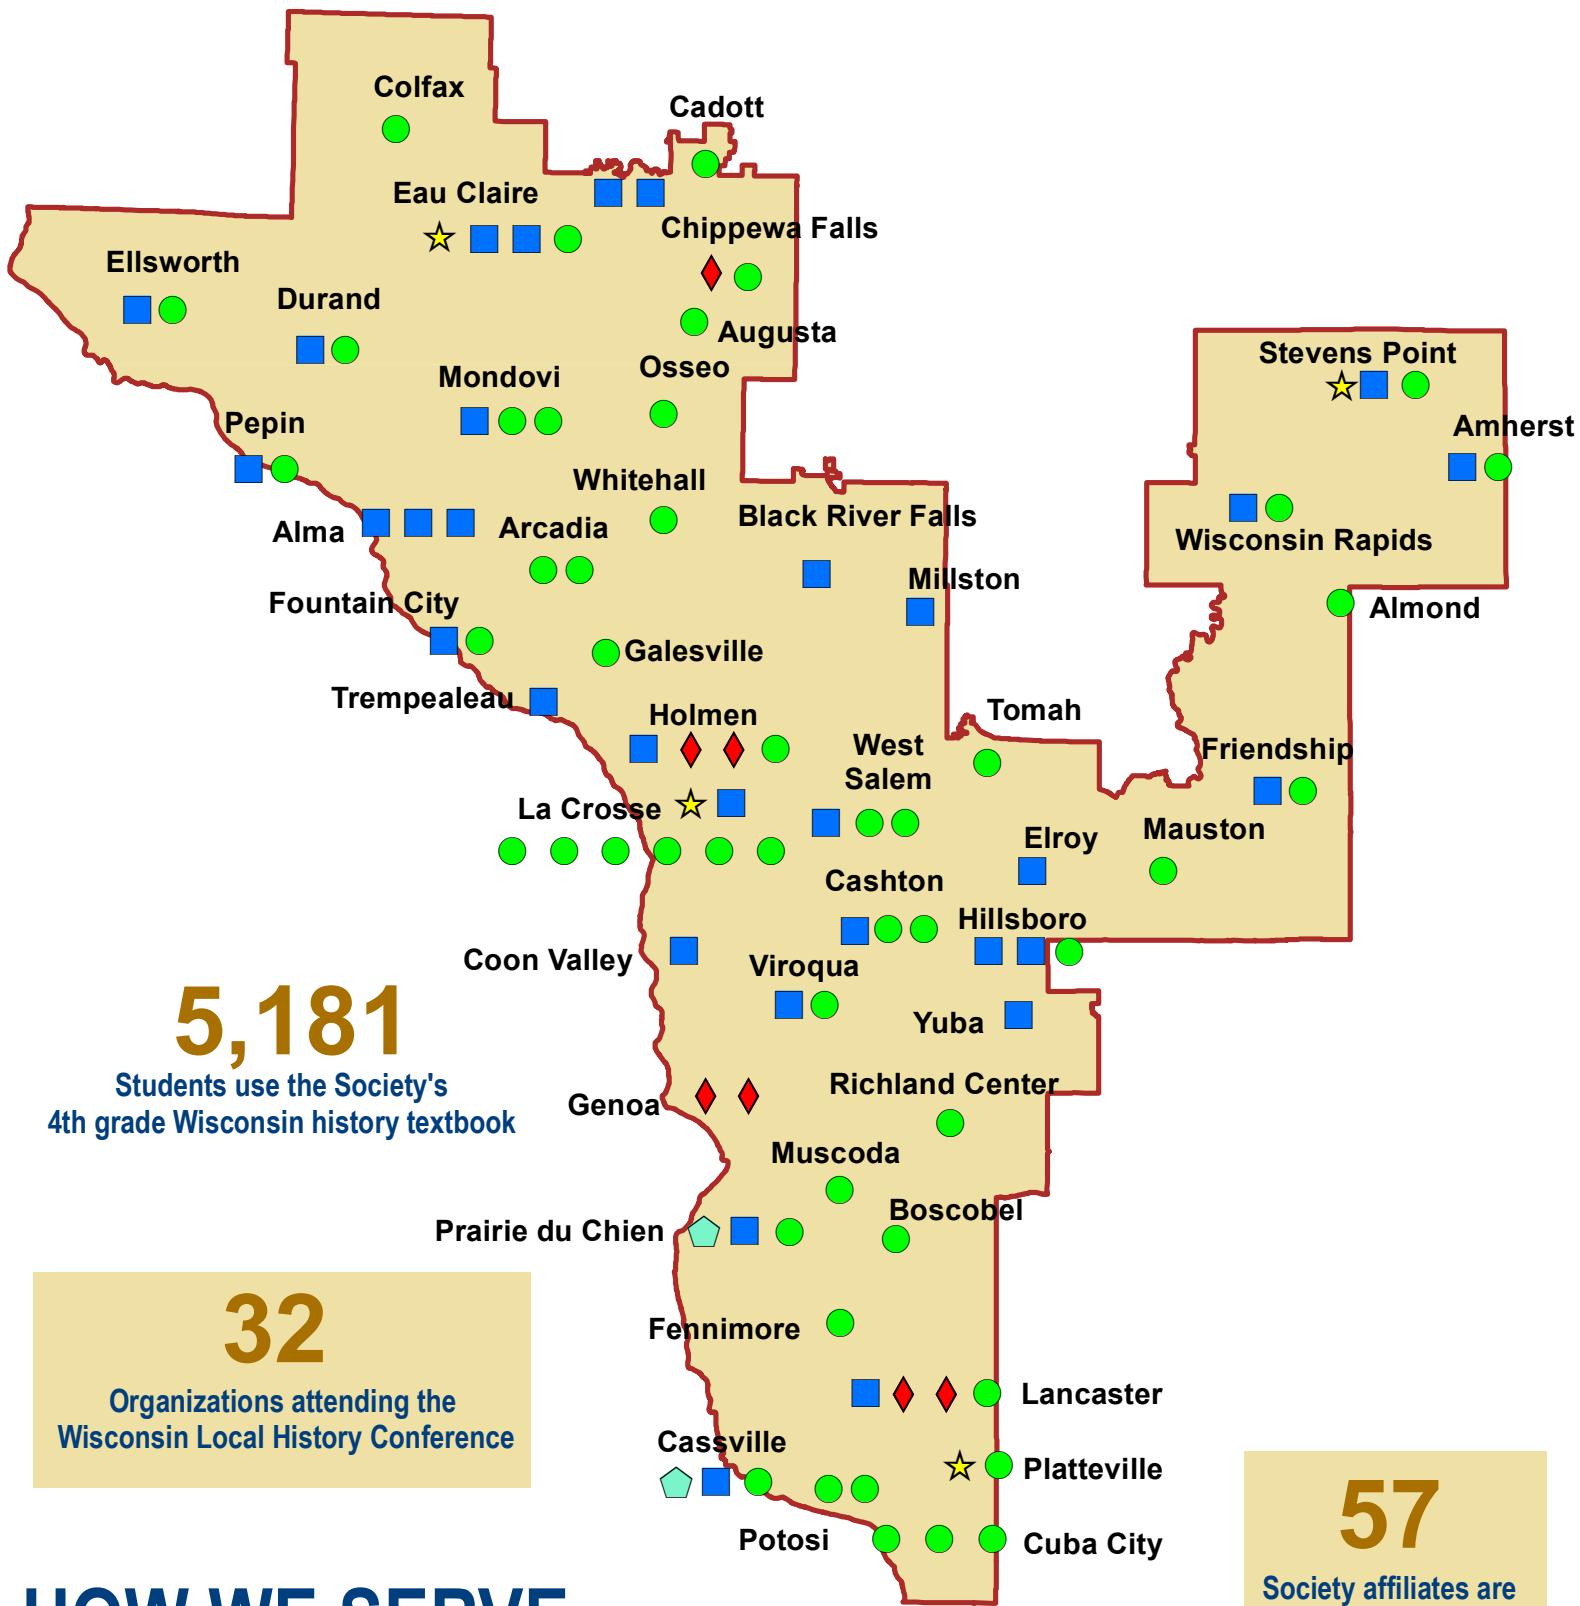 Colfax
Cadott
Eau Claire
Chippewa Falls
Ellsworth
Durand
Augusta
Stevens Point
Osseo
Mondovi
Pepin
Amherst
Whitehall
Black River Falls
Alma
Arcadia
Wisconsin Rapids
Millston
Fountain City
Almond
Galesville
Trempealeau
Holmen
Tomah
West
Salem
Friendship
La Crosse
Elroy
Mauston
Cashton
Hillsboro
Coon Valley
Viroqua
5,181
Students use the Society's
4th grade Wisconsin history textbook
Yuba
Richland Center
Genoa
Muscoda
Boscobel
Prairie du Chien
32
Organizations attending the
Wisconsin Local History Conference
Fennimore
Lancaster
Cassville
Platteville
Potosi
Cuba City
57
Society affiliates are
HOW WE SERVE